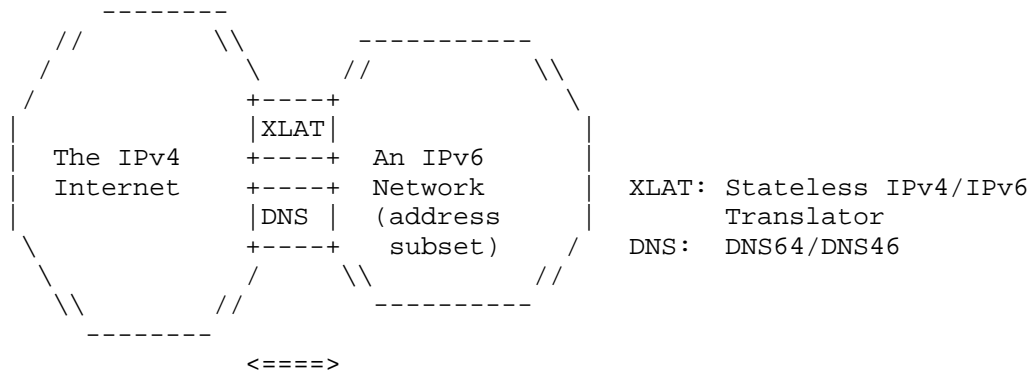 XLAT
The IPv4 An IPv6
Internet Network XLAT: Stateless IPv4/IPv6
DNS (address Translator
subset) DNS: DNS64/DNS46
<====>